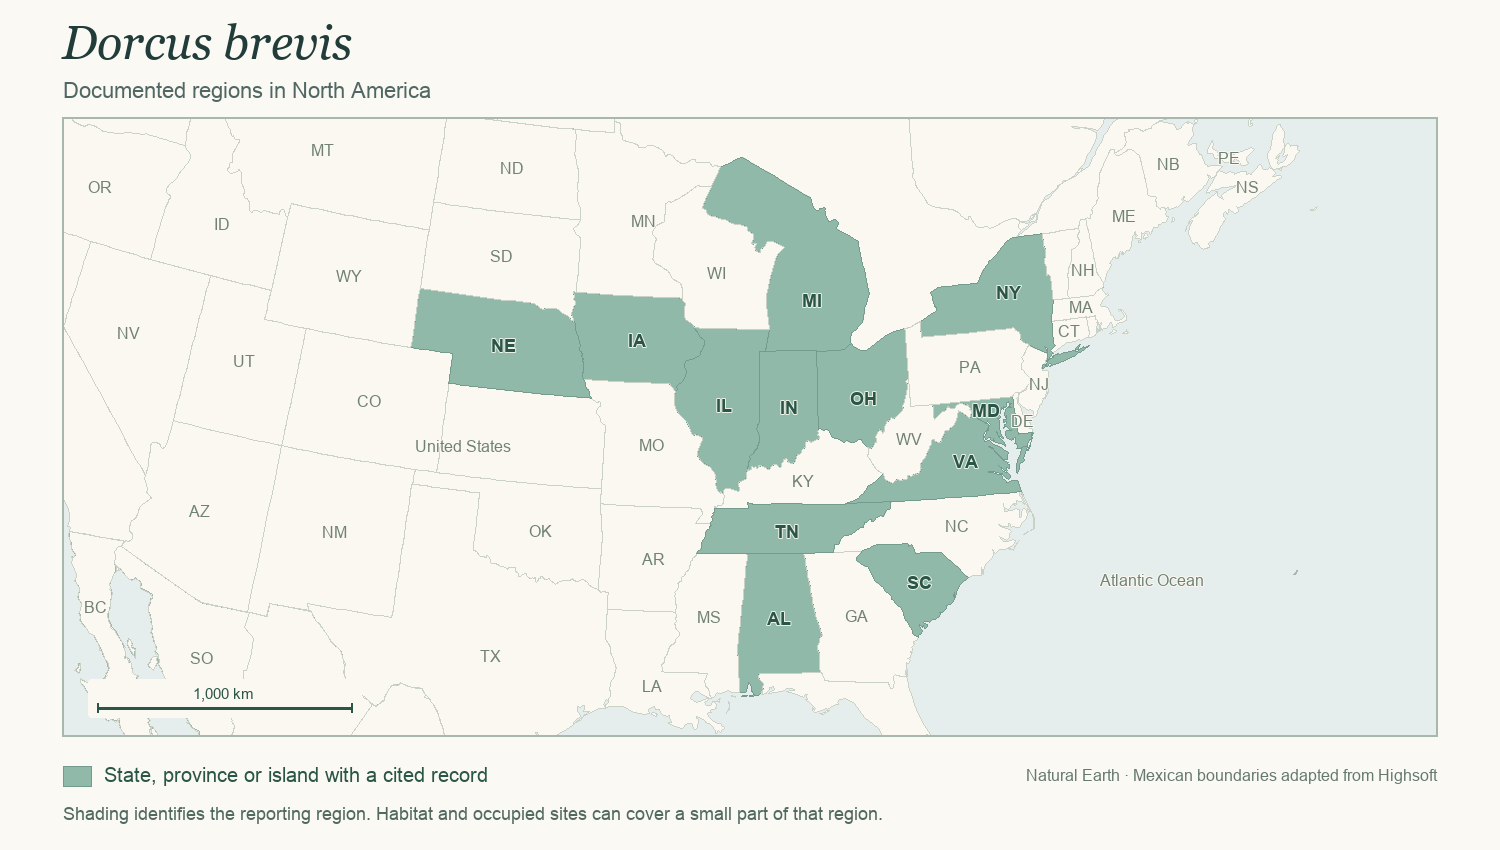 Dorcus brevis
Documented regions in North America
MT
ND
NB
PE
OR
NS
ID
MN
ME
SD
WY
WI
NH
MI
NY
MA
NV
CT
NE
IA
UT
PA
NJ
CO
IL
IN
OH
MD
DE
United States
MO
WV
VA
KY
AZ
NM
OK
TN
NC
AR
Atlantic Ocean
SC
BC
MS
AL
GA
SO
TX
LA
1,000 km
State, province or island with a cited record
Natural Earth · Mexican boundaries adapted from Highsoft
Shading identifies the reporting region. Habitat and occupied sites can cover a small part of that region.